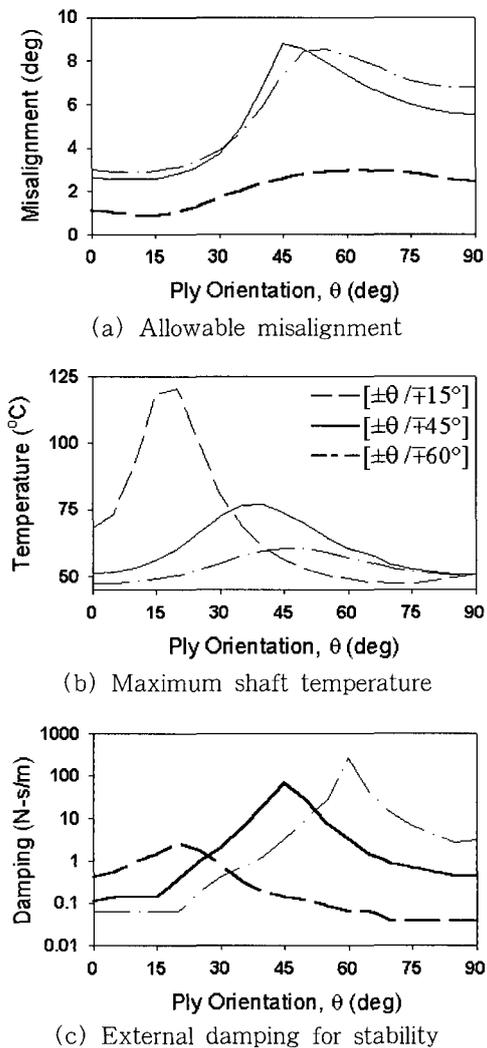 10
8
6
4
2
0
Misalignment (deg)
0 15 30 45 60 75 90
Ply Orientation, θ (deg)
(a) Allowable misalignment
125
100
75
50
Temperature (⁰C)
[±θ/∓15°]
[±θ/∓45°]
[±θ/∓60°]
0 15 30 45 60 75 90
Ply Orientation, θ (deg)
(b) Maximum shaft temperature
1000
100
10
1
0.1
0.01
Damping (N-s/m)
0 15 30 45 60 75 90
Ply Orientation, θ (deg)
(c) External damping for stability